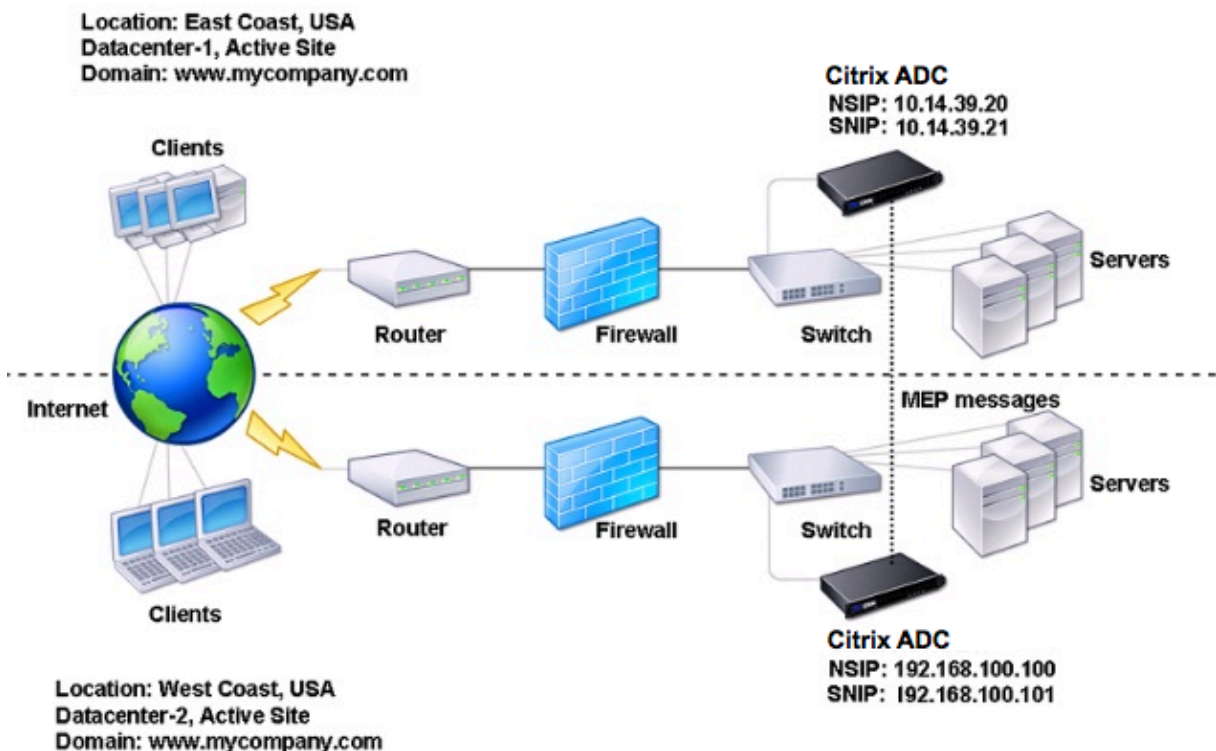 Location: East Coast, USA
Datacenter-1, Active Site
Domain: www.mycompany.com
Citrix ADC
NSIP: 10.14.39.20
SNIP: 10.14.39.21
Clients
Servers
Router
Firewall
Switch
Internet
MEP messages
Servers
Router
Firewall
Switch
Clients
Citrix ADC
NSIP: 192.168.100.100
SNIP: 192.168.100.101
Location: West Coast, USA
Datacenter-2, Active Site
Domain: www.mycompany.com